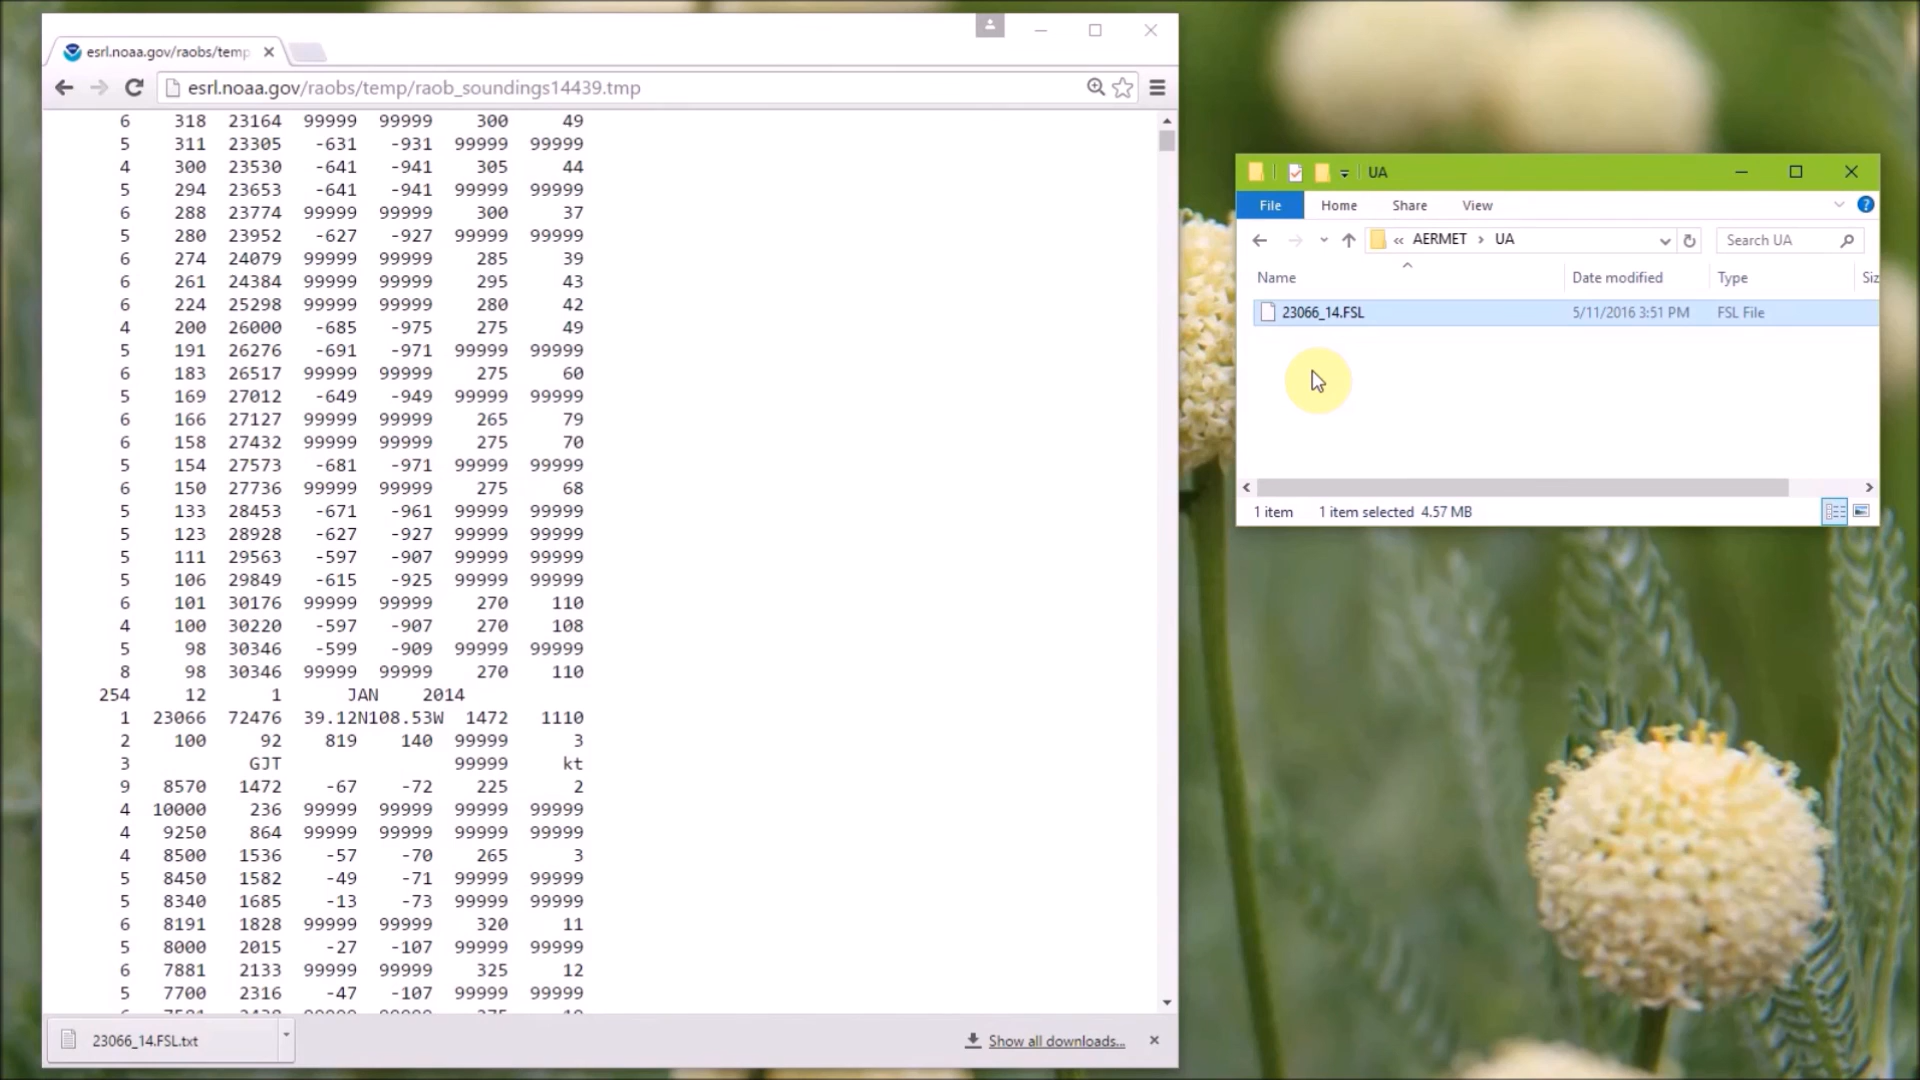 esrl.noaa.gov/raobs/temp
esrl.noaa.gov/raobs/temp/raob_soundings14439.tmp
6 318 23164 99999 99999 300 49
5 311 23305 -631 -931 99999 99999
4 300 23530 -641 -941 305 44
5 294 23653 -641 -941 99999 99999
6 288 23774 99999 99999 300 37
5 280 23952 -627 -927 99999 99999
6 274 24079 99999 99999 285 39
6 261 24384 99999 99999 295 43
6 224 25298 99999 99999 280 42
4 200 26000 -685 -975 275 49
5 191 26276 -691 -971 99999 99999
6 183 26517 99999 99999 275 60
5 169 27012 -649 -949 99999 99999
6 166 27127 99999 99999 265 79
6 158 27432 99999 99999 275 70
5 154 27573 -681 -971 99999 99999
6 150 27736 99999 99999 275 68
5 133 28453 -671 -961 99999 99999
5 123 28928 -627 -927 99999 99999
5 111 29563 -597 -907 99999 99999
5 106 29849 -615 -925 99999 99999
6 101 30176 99999 99999 270 110
4 100 30220 -597 -907 270 108
5 98 30346 -599 -909 99999 99999
8 98 30346 99999 99999 270 110
254 12 1 JAN 2014
1 23066 72476 39.12N108.53W 1472 1110
2 100 92 819 140 99999 3
3 GJT 99999 kt
9 8570 1472 -67 -72 225 2
4 10000 236 99999 99999 99999 99999
4 9250 864 99999 99999 99999 99999
4 8500 1536 -57 -70 265 3
5 8450 1582 -49 -71 99999 99999
5 8340 1685 -13 -73 99999 99999
6 8191 1828 99999 99999 320 11
5 8000 2015 -27 -107 99999 99999
6 7881 2133 99999 99999 325 12
5 7700 2316 -47 -107 99999 99999
23066_14.FSL.txt
Show all downloads...
UA
File Home Share View
« AERMET › UA
Search UA
Name Date modified Type Siz
23066_14.FSL 5/11/2016 3:51 PM FSL File
1 item 1 item selected 4.57 MB